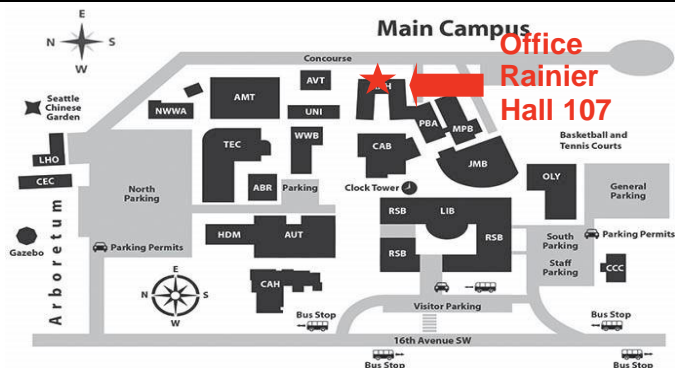 E
N
S
W
Main Campus
Office
Rainier
Hall 107
Concourse
Seattle
Chinese
Garden
NWWA
AMT
AVT
UNI
PBA
MPB
Basketball and
Tennis Courts
LHO
CEC
TEC
WWB
CAB
JMB
OLY
North
Parking
ABR
Parking
Clock Tower
General
Parking
RSB
LIB
RSB
RSB
South
Parking
Parking Permits
Staff
Parking
CCC
Gazebo
Arboretum
Parking Permits
HDM
AUT
E
N
S
W
CAH
Visitor Parking
Bus Stop
Bus Stop
16th Avenue SW
Bus Stop
Bus Stop